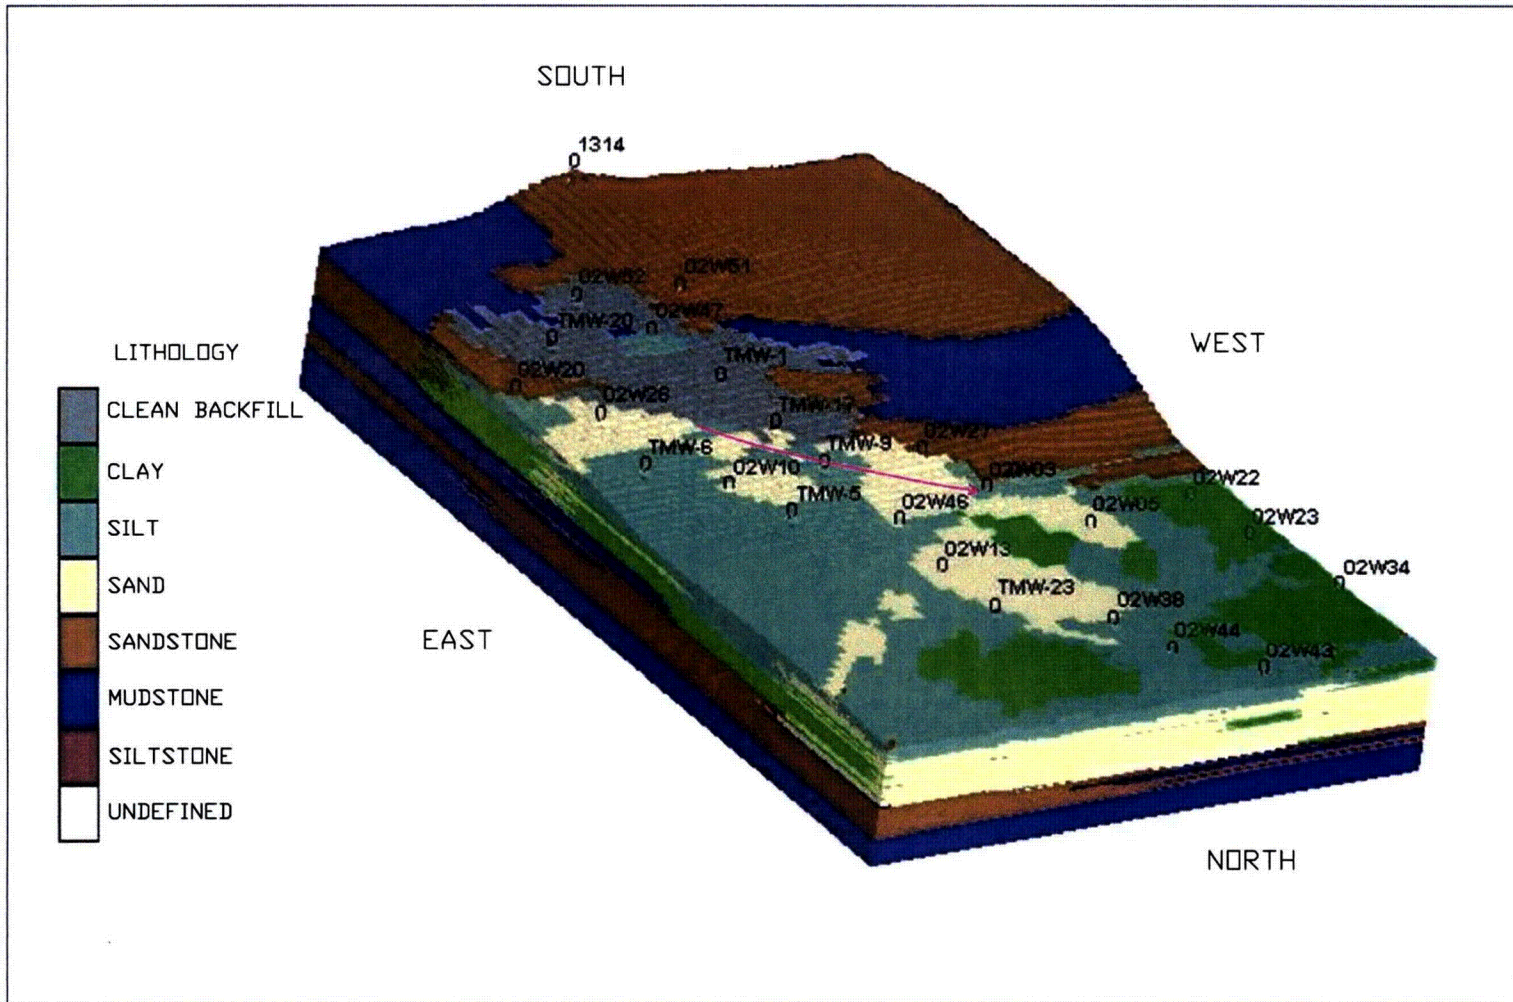 SOUTH
1314
02W52
02W51
02W47
TMW-20
WEST
LITHOLOGY
TMW-1
02W20
02W26
CLEAN BACKFILL
TMW-17
TMW-9
02W27
TMW-6
02W10
02W03
CLAY
02W22
TMW-5
02W46
02W05
02W23
SILT
02W13
02W34
SAND
TMW-23
02W38
EAST
SANDSTONE
02W44
02W43
MUDSTONE
SILTSTONE
UNDEFINED
NORTH